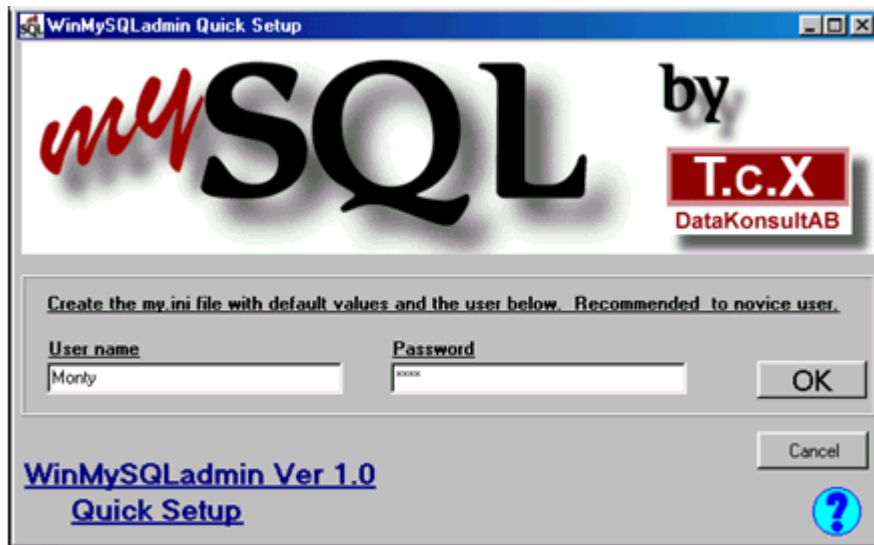 WinMySQLadmin Quick Setup
mySQL by
T.c.X
DataKonsultAB
Create the my.ini file with default values and the user below. Recommended to novice user.
User name
Password
Monty
****
OK
Cancel
WinMySQLadmin Ver 1.0
Quick Setup
?